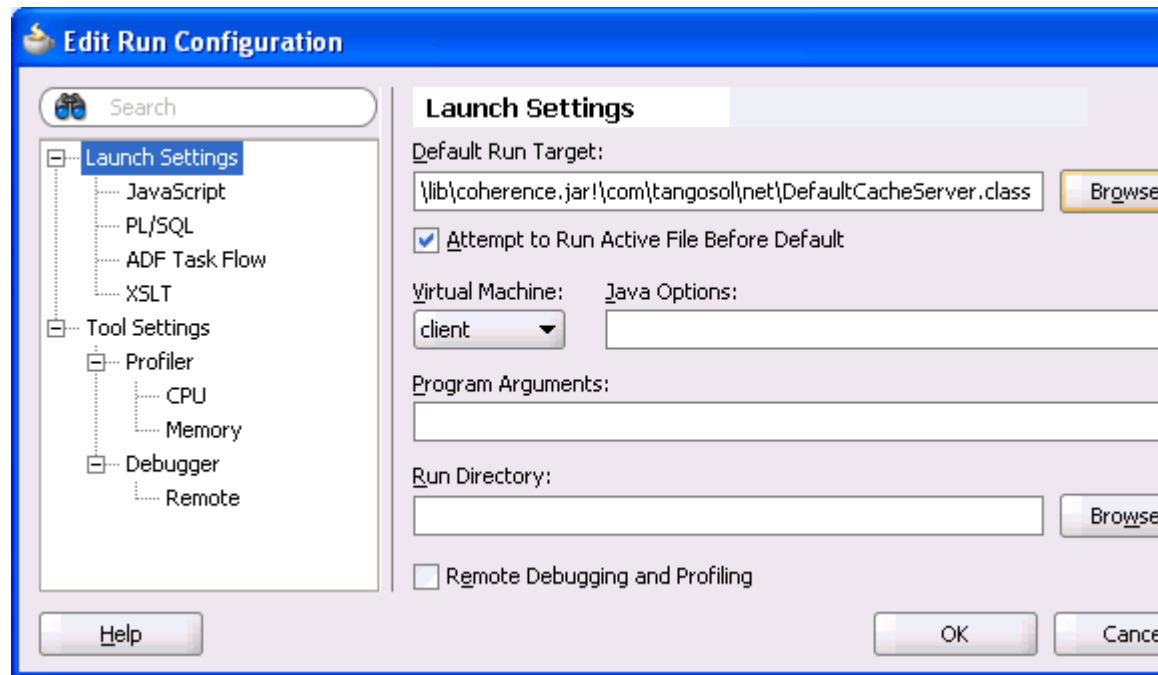 Edit Run Configuration
Search
Launch Settings
JavaScript
PL/SQL
ADF Task Flow
XSLT
Tool Settings
Profiler
CPU
Memory
Debugger
Remote
Launch Settings
Default Run Target:
\lib\coherence.jar!\com\tangosol\net\DefaultCacheServer.class
Browse
Attempt to Run Active File Before Default
Virtual Machine: Java Options:
client
Program Arguments:
Run Directory:
Browse
Remote Debugging and Profiling
Help OK Cance